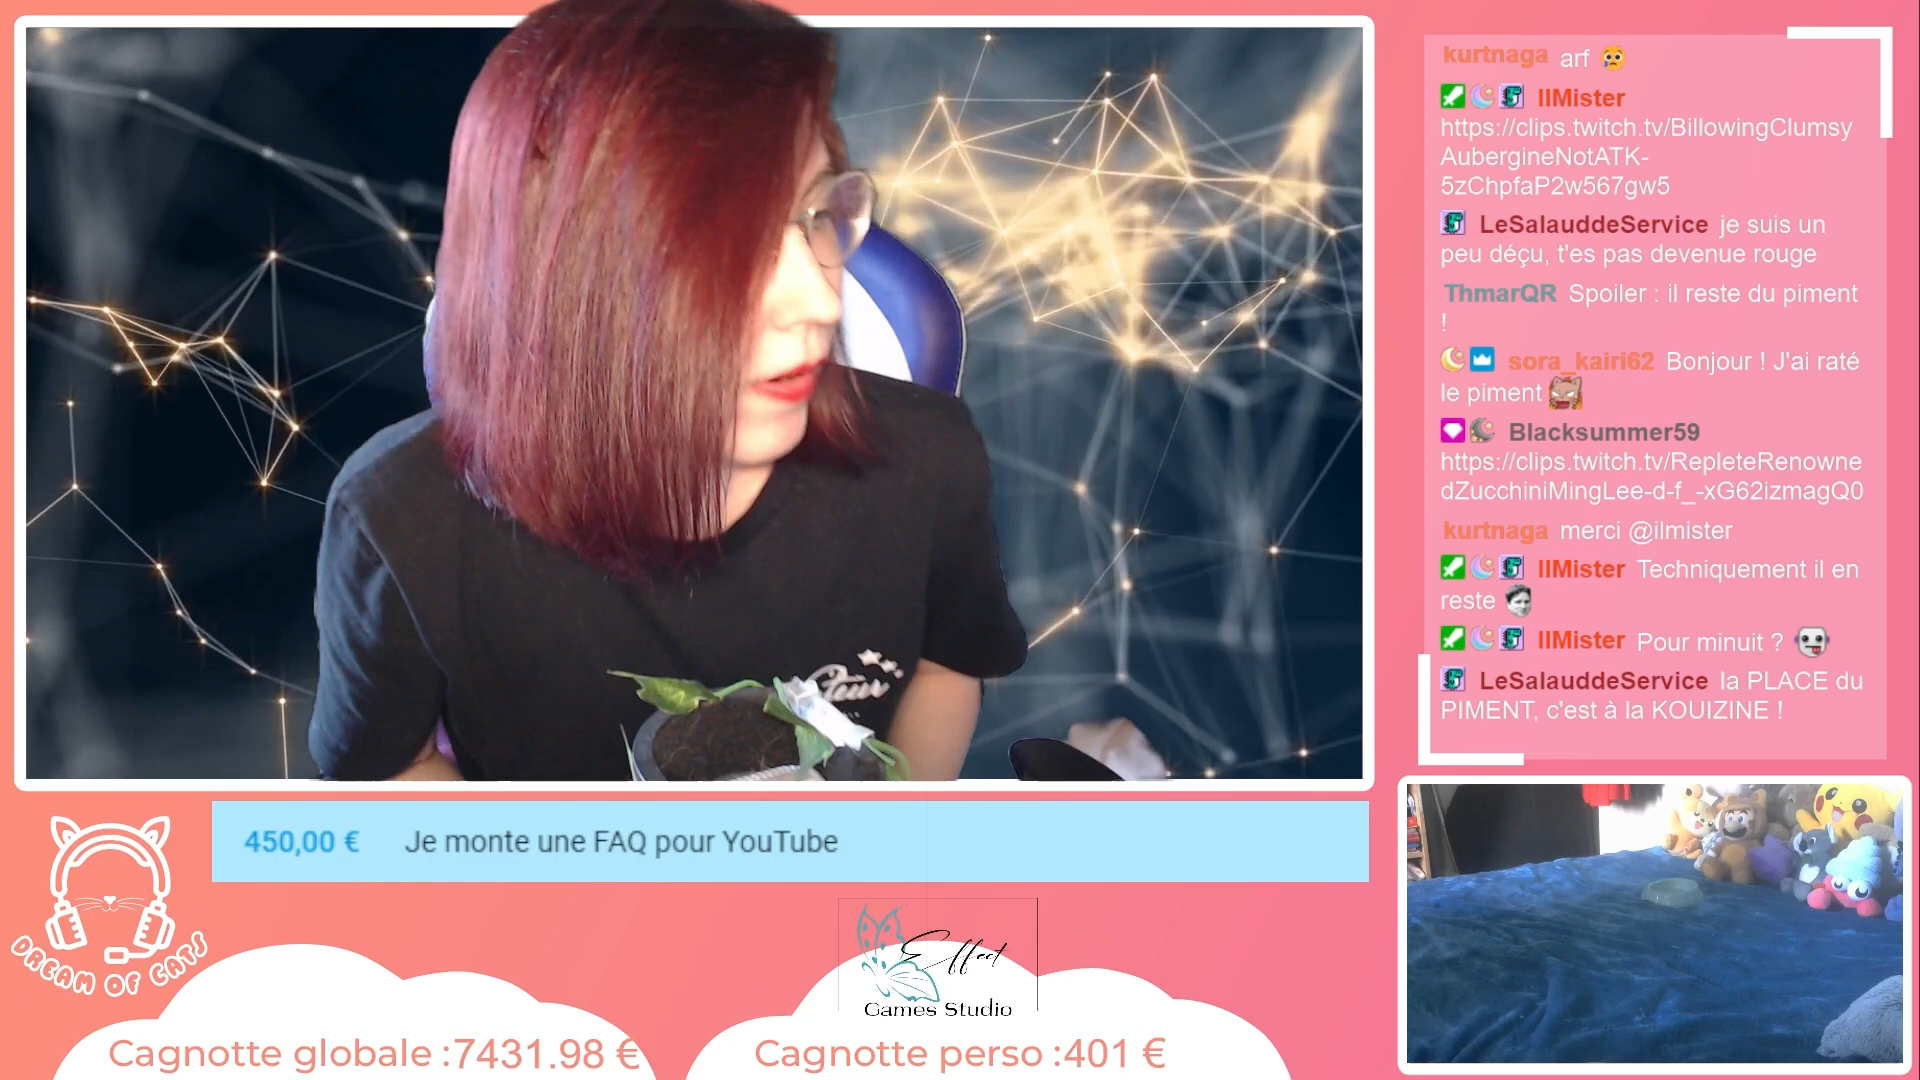 kurtnaga arf
IlMister
https://clips.twitch.tv/BillowingClumsy
AubergineNotATK-
5zChpfaP2w567gw5
LeSalauddeService je suis un
peu déçu, t'es pas devenue rouge
ThmarQR Spoiler : il reste du piment
!
sora_kairi62 Bonjour ! J'ai raté
le piment
Blacksummer59
https://clips.twitch.tv/RepleteRenowne
dZucchiniMingLee-d-f_-xG62izmagQ0
kurtnaga merci @ilmister
IlMister Techniquement il en
reste
IlMister Pour minuit ?
LeSalauddeService la PLACE du
PIMENT, c'est à la KOUIZINE !
450,00 € Je monte une FAQ pour YouTube
DREAM OF CATS
Effect
Games Studio
Cagnotte globale :7431.98 €
Cagnotte perso :401 €